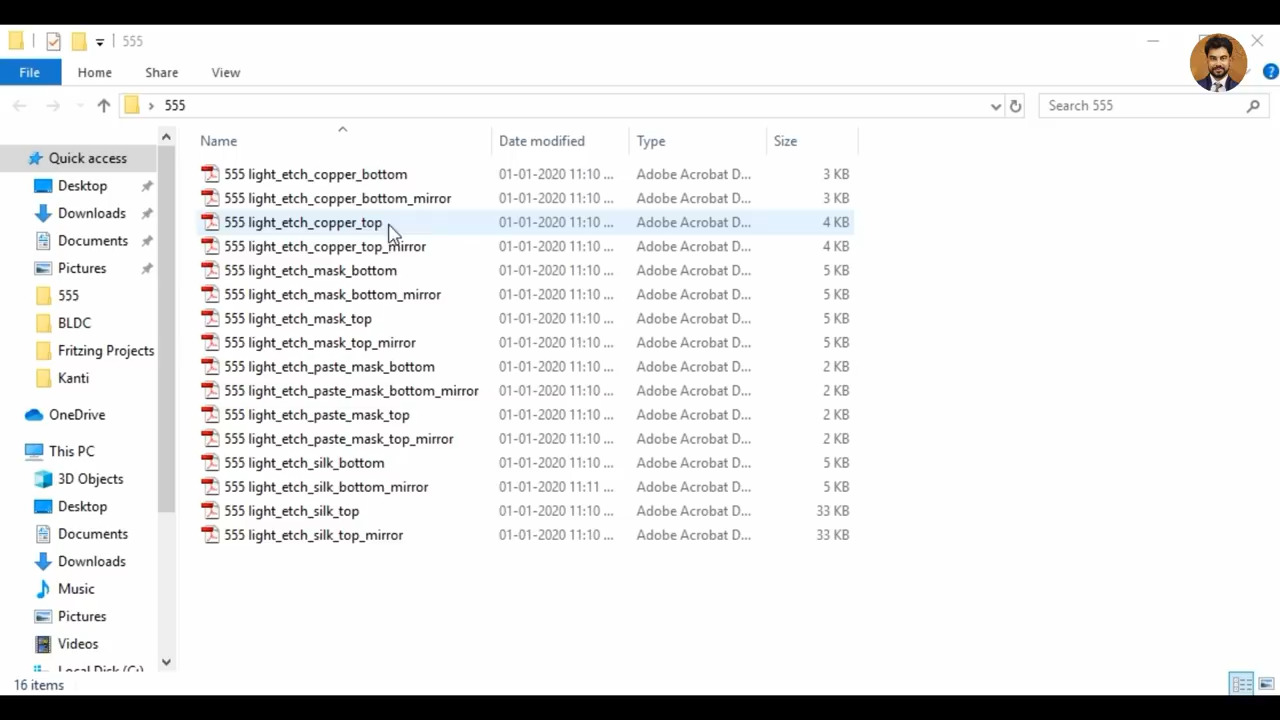 555
File Home Share View
555 Search 555
Name Date modified Type Size
Quick access
Desktop
Downloads
Documents
Pictures
555
BLDC
Fritzing Projects
Kanti
OneDrive
This PC
3D Objects
Desktop
Documents
Downloads
Music
Pictures
Videos
Local Disk (C:)
555 light_etch_copper_bottom 01-01-2020 11:10 ... Adobe Acrobat D... 3 KB
555 light_etch_copper_bottom_mirror 01-01-2020 11:10 ... Adobe Acrobat D... 3 KB
555 light_etch_copper_top 01-01-2020 11:10 ... Adobe Acrobat D... 4 KB
555 light_etch_copper_top_mirror 01-01-2020 11:10 ... Adobe Acrobat D... 4 KB
555 light_etch_mask_bottom 01-01-2020 11:10 ... Adobe Acrobat D... 5 KB
555 light_etch_mask_bottom_mirror 01-01-2020 11:10 ... Adobe Acrobat D... 5 KB
555 light_etch_mask_top 01-01-2020 11:10 ... Adobe Acrobat D... 5 KB
555 light_etch_mask_top_mirror 01-01-2020 11:10 ... Adobe Acrobat D... 5 KB
555 light_etch_paste_mask_bottom 01-01-2020 11:10 ... Adobe Acrobat D... 2 KB
555 light_etch_paste_mask_bottom_mirror 01-01-2020 11:10 ... Adobe Acrobat D... 2 KB
555 light_etch_paste_mask_top 01-01-2020 11:10 ... Adobe Acrobat D... 2 KB
555 light_etch_paste_mask_top_mirror 01-01-2020 11:10 ... Adobe Acrobat D... 2 KB
555 light_etch_silk_bottom 01-01-2020 11:10 ... Adobe Acrobat D... 5 KB
555 light_etch_silk_bottom_mirror 01-01-2020 11:11 ... Adobe Acrobat D... 5 KB
555 light_etch_silk_top 01-01-2020 11:10 ... Adobe Acrobat D... 33 KB
555 light_etch_silk_top_mirror 01-01-2020 11:10 ... Adobe Acrobat D... 33 KB
16 items